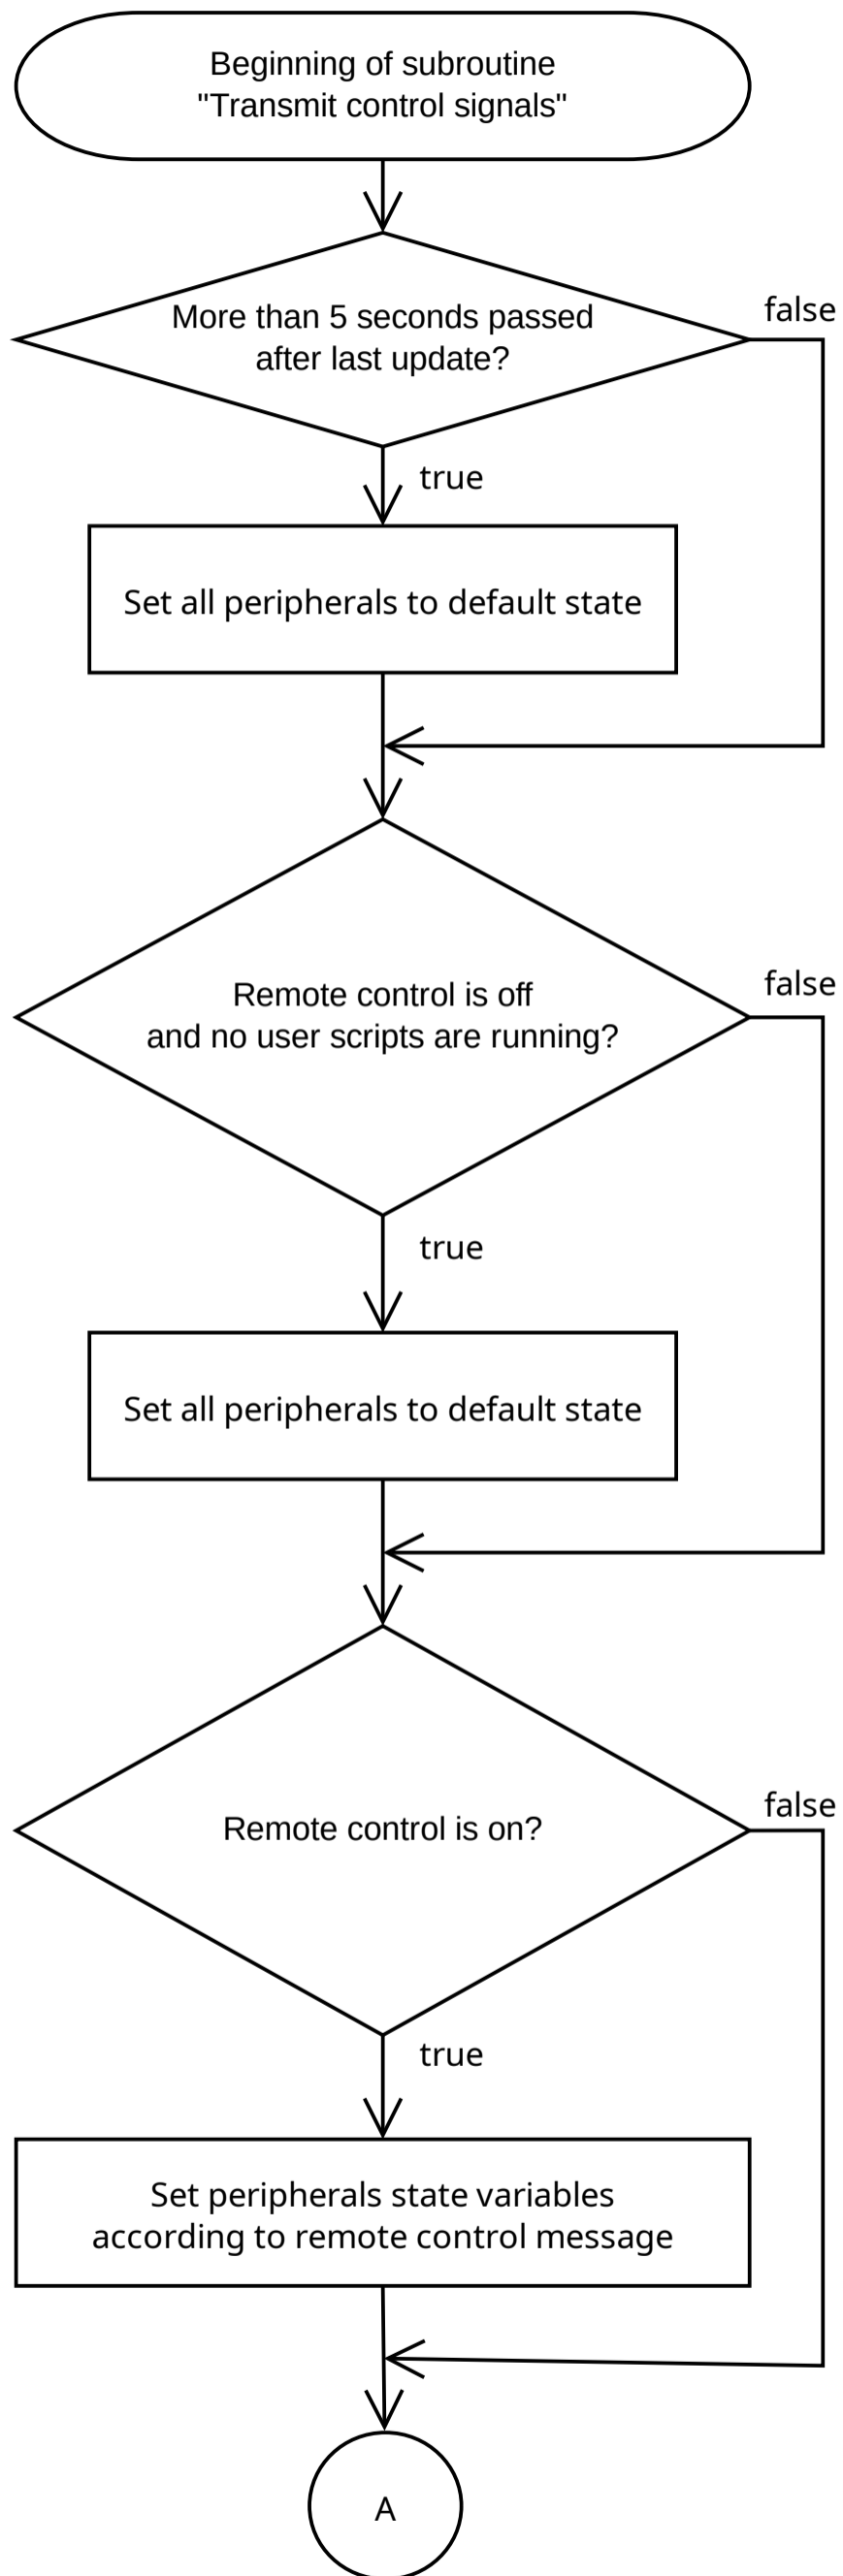 Beginning of subroutine
"Transmit control signals"
More than 5 seconds passed
after last update?
false
true
Set all peripherals to default state
Remote control is off
and no user scripts are running?
false
true
Set all peripherals to default state
Remote control is on?
false
true
Set peripherals state variables
according to remote control message
A